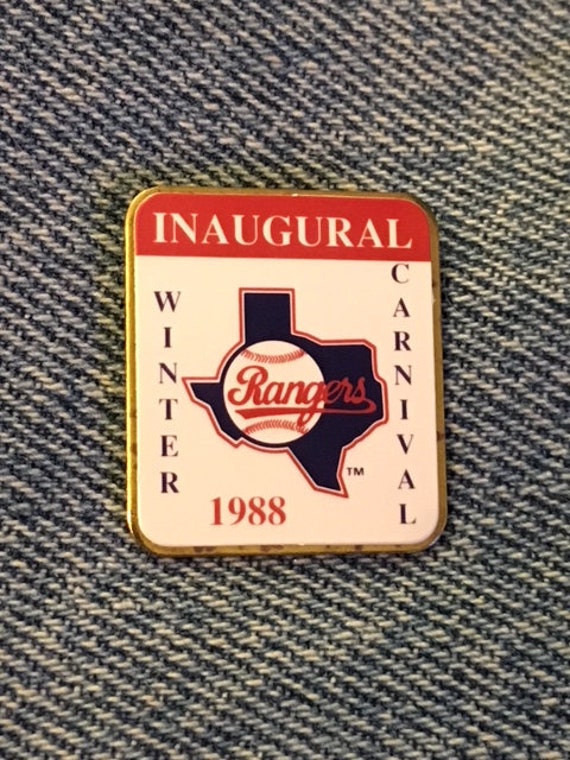 INAUGURAL
WINTER
CARNIVAL
Rangers
TM
1988